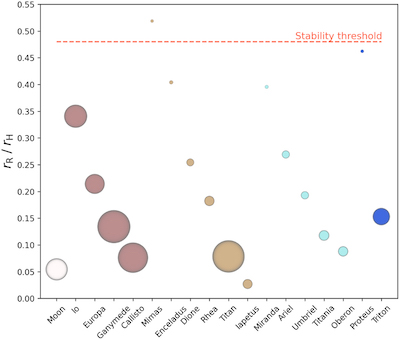 0.55
0.50
0.45
0.40
0.35
0.30
0.25
0.20
0.15
0.10
0.05
0.00
r_R / r_H
Stability threshold
Moon
Io
Europa
Ganymede
Callisto
Mimas
Enceladus
Dione
Rhea
Titan
Iapetus
Miranda
Ariel
Umbriel
Titania
Oberon
Proteus
Triton